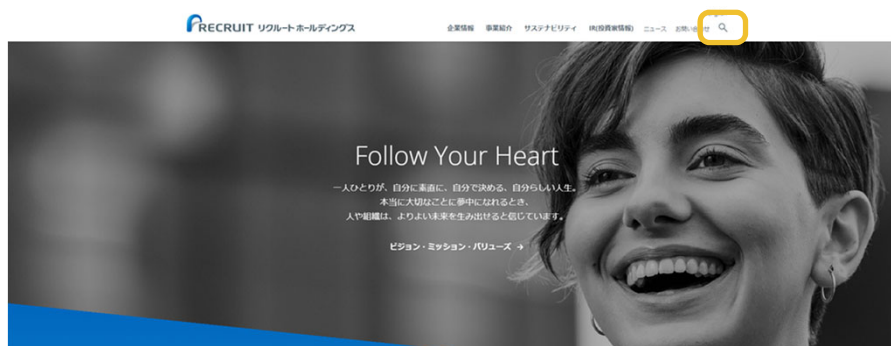 RECRUIT リクルートホールディングス
企業情報 事業紹介 サステナビリティ IR(投資家情報) ニュース お問い合わせ
Follow Your Heart
一人ひとりが、自分に素直に、自分で決める、自分らしい人生。
本当に大切なことに夢中になれるとき、
人や組織は、よりよい未来を生み出せると信じています。
ビジョン・ミッション・バリューズ →